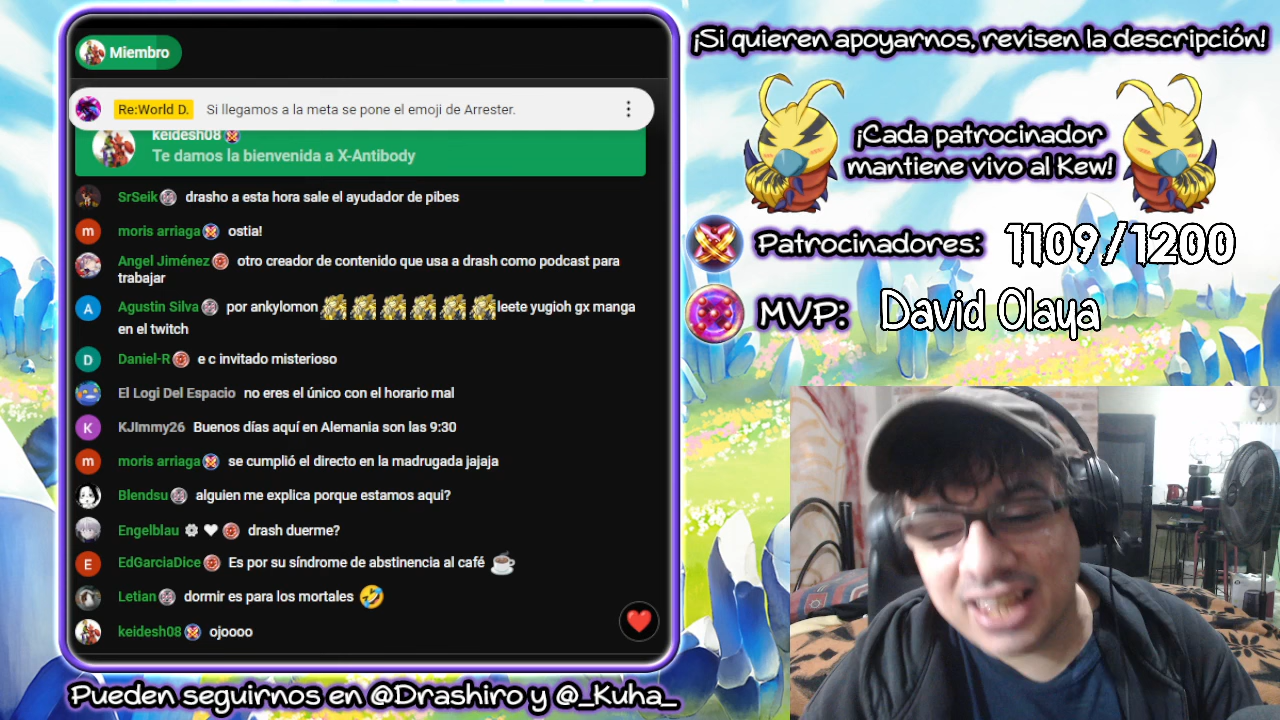 Miembro
Re:World D. Si llegamos a la meta se pone el emoji de Arrester.
keidesh08
Te damos la bienvenida a X-Antibody
SrSeik drasho a esta hora sale el ayudador de pibes
moris arriaga ostia!
Angel Jiménez otro creador de contenido que usa a drash como podcast para
trabajar
A Agustin Silva por ankylomon leete yugioh gx manga
en el twitch
D Daniel-R e c invitado misterioso
El Logi Del Espacio no eres el único con el horario mal
K KJImmy26 Buenos días aquí en Alemania son las 9:30
m moris arriaga se cumplió el directo en la madrugada jajaja
Blendsu alguien me explica porque estamos aqui?
Engelblau drash duerme?
E EdGarciaDice Es por su síndrome de abstinencia al café
Letian dormir es para los mortales
keidesh08 ojoooo
Pueden seguirnos en @Drashiro y @_Kuha_
¡Si quieren apoyarnos, revisen la descripción!
¡Cada patrocinador
mantiene vivo al Kew!
Patrocinadores: 1109/1200
MVP: David Olaya